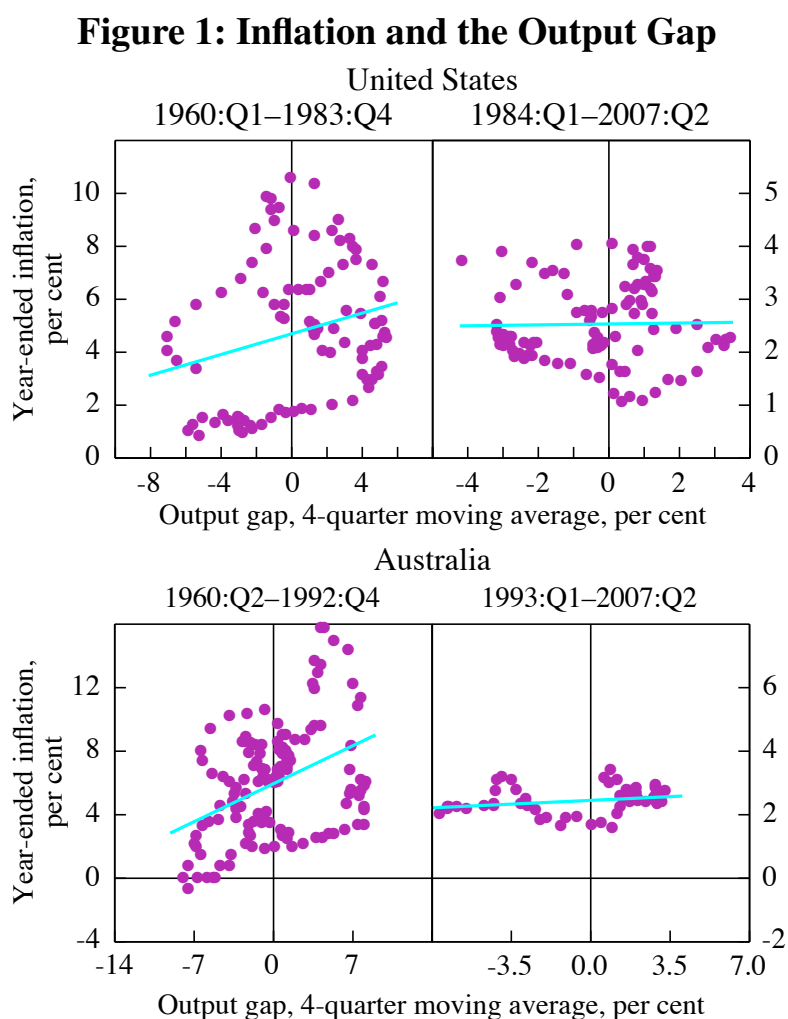 Figure 1: Inflation and the Output Gap
United States
1960:Q1–1983:Q4
1984:Q1–2007:Q2
Year-ended inflation,
per cent
10
8
6
4
2
0
5
4
3
2
1
0
-8 -4 0 4 -4 -2 0 2 4
Output gap, 4-quarter moving average, per cent
Australia
1960:Q2–1992:Q4
1993:Q1–2007:Q2
Year-ended inflation,
per cent
12
8
4
0
-4
6
4
2
0
-2
-14 -7 0 7 -3.5 0.0 3.5 7.0
Output gap, 4-quarter moving average, per cent